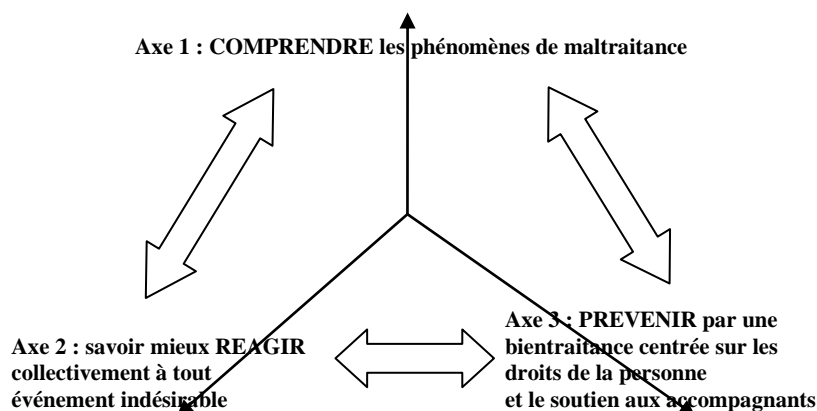 Axe 1 : COMPRENDRE les phénomènes de maltraitance
Axe 2 : savoir mieux REAGIR
collectivement à tout
événement indésirable
Axe 3 : PREVENIR par une
bientraitance centrée sur les
droits de la personne
et le soutien aux accompagnants